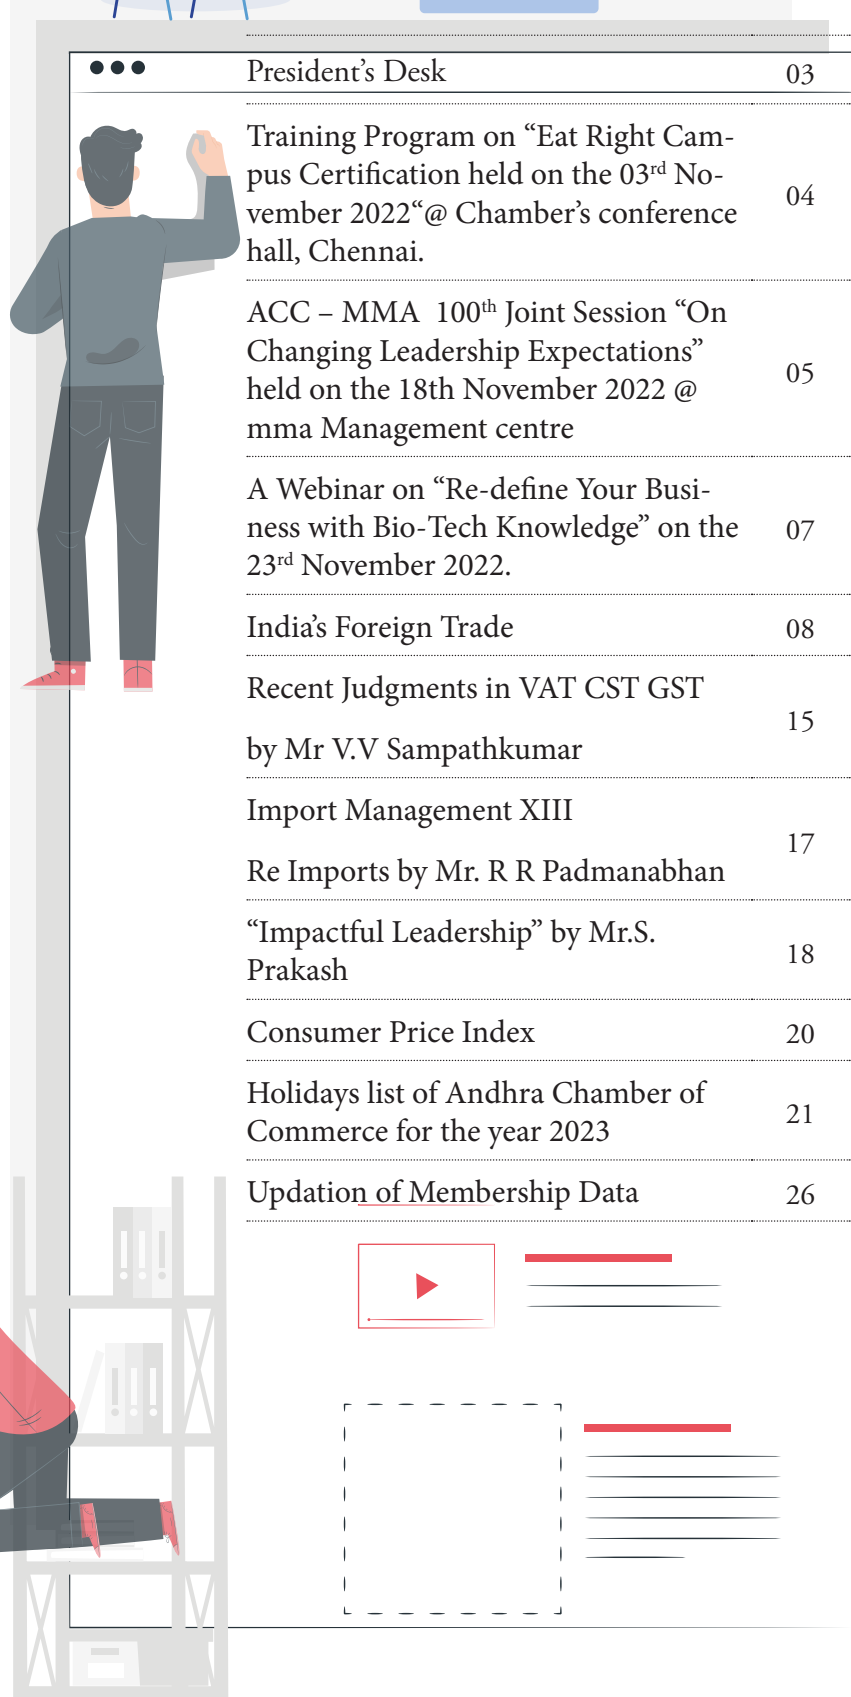 President’s Desk 03
Training Program on “Eat Right Cam-
pus Certification held on the 03rd No-
vember 2022“@ Chamber’s conference
hall, Chennai.
04
ACC – MMA  100th Joint Session “On
Changing Leadership Expectations”
held on the 18th November 2022 @
mma Management centre
05
A Webinar on “Re-define Your Busi-
ness with Bio-Tech Knowledge” on the
23rd November 2022.
07
India’s Foreign Trade 08
Recent Judgments in VAT CST GST
by Mr V.V Sampathkumar
15
Import Management XIII
Re Imports by Mr. R R Padmanabhan
17
“Impactful Leadership” by Mr.S.
Prakash
18
Consumer Price Index 20
Holidays list of Andhra Chamber of
Commerce for the year 2023
21
Updation of Membership Data 26